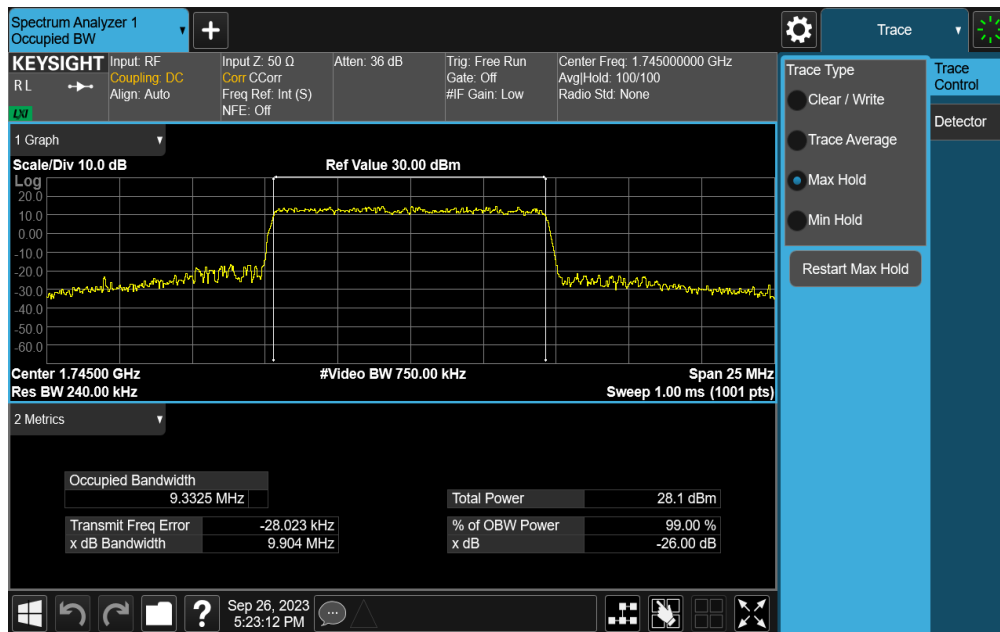 Spectrum Analyzer 1
Occupied BW
+
Trace
KEYSIGHT
R L
LXI
Input: RF
Coupling: DC
Align: Auto
Input Z: 50 Ω
Corr CCorr
Freq Ref: Int (S)
NFE: Off
Atten: 36 dB
Trig: Free Run
Gate: Off
#IF Gain: Low
Center Freq: 1.745000000 GHz
Avg|Hold: 100/100
Radio Std: None
Trace Type
Clear / Write
Trace Average
Max Hold
Min Hold
Restart Max Hold
Trace
Control
Detector
1 Graph
Scale/Div 10.0 dB
Ref Value 30.00 dBm
Log
20.0
10.0
0.00
-10.0
-20.0
-30.0
-40.0
-50.0
-60.0
Center 1.74500 GHz
#Video BW 750.00 kHz
Span 25 MHz
Res BW 240.00 kHz
Sweep 1.00 ms (1001 pts)
2 Metrics
Occupied Bandwidth
9.3325 MHz
Total Power 28.1 dBm
Transmit Freq Error -28.023 kHz
% of OBW Power 99.00 %
x dB Bandwidth 9.904 MHz
x dB -26.00 dB
?
Sep 26, 2023
5:23:12 PM